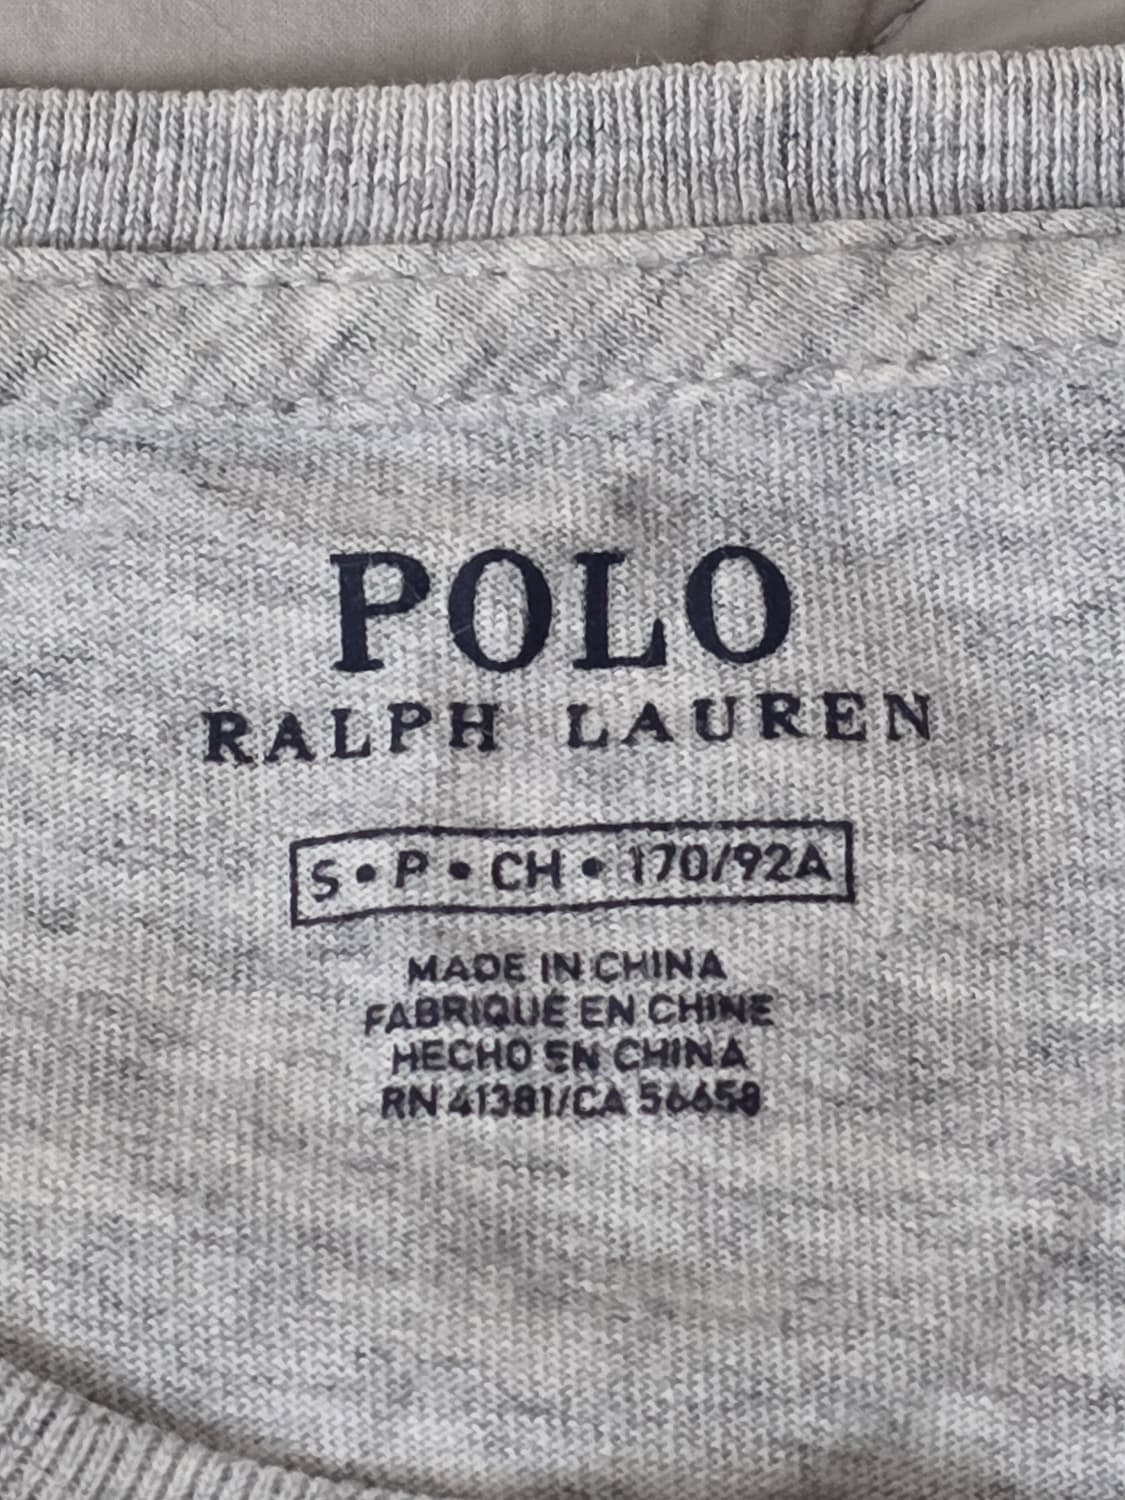 POLO
RALPH LAUREN
S • P • CH • 170/92A
MADE IN CHINA
FABRIQUÉ EN CHINE
HECHO EN CHINA
RN 41381/CA 56658